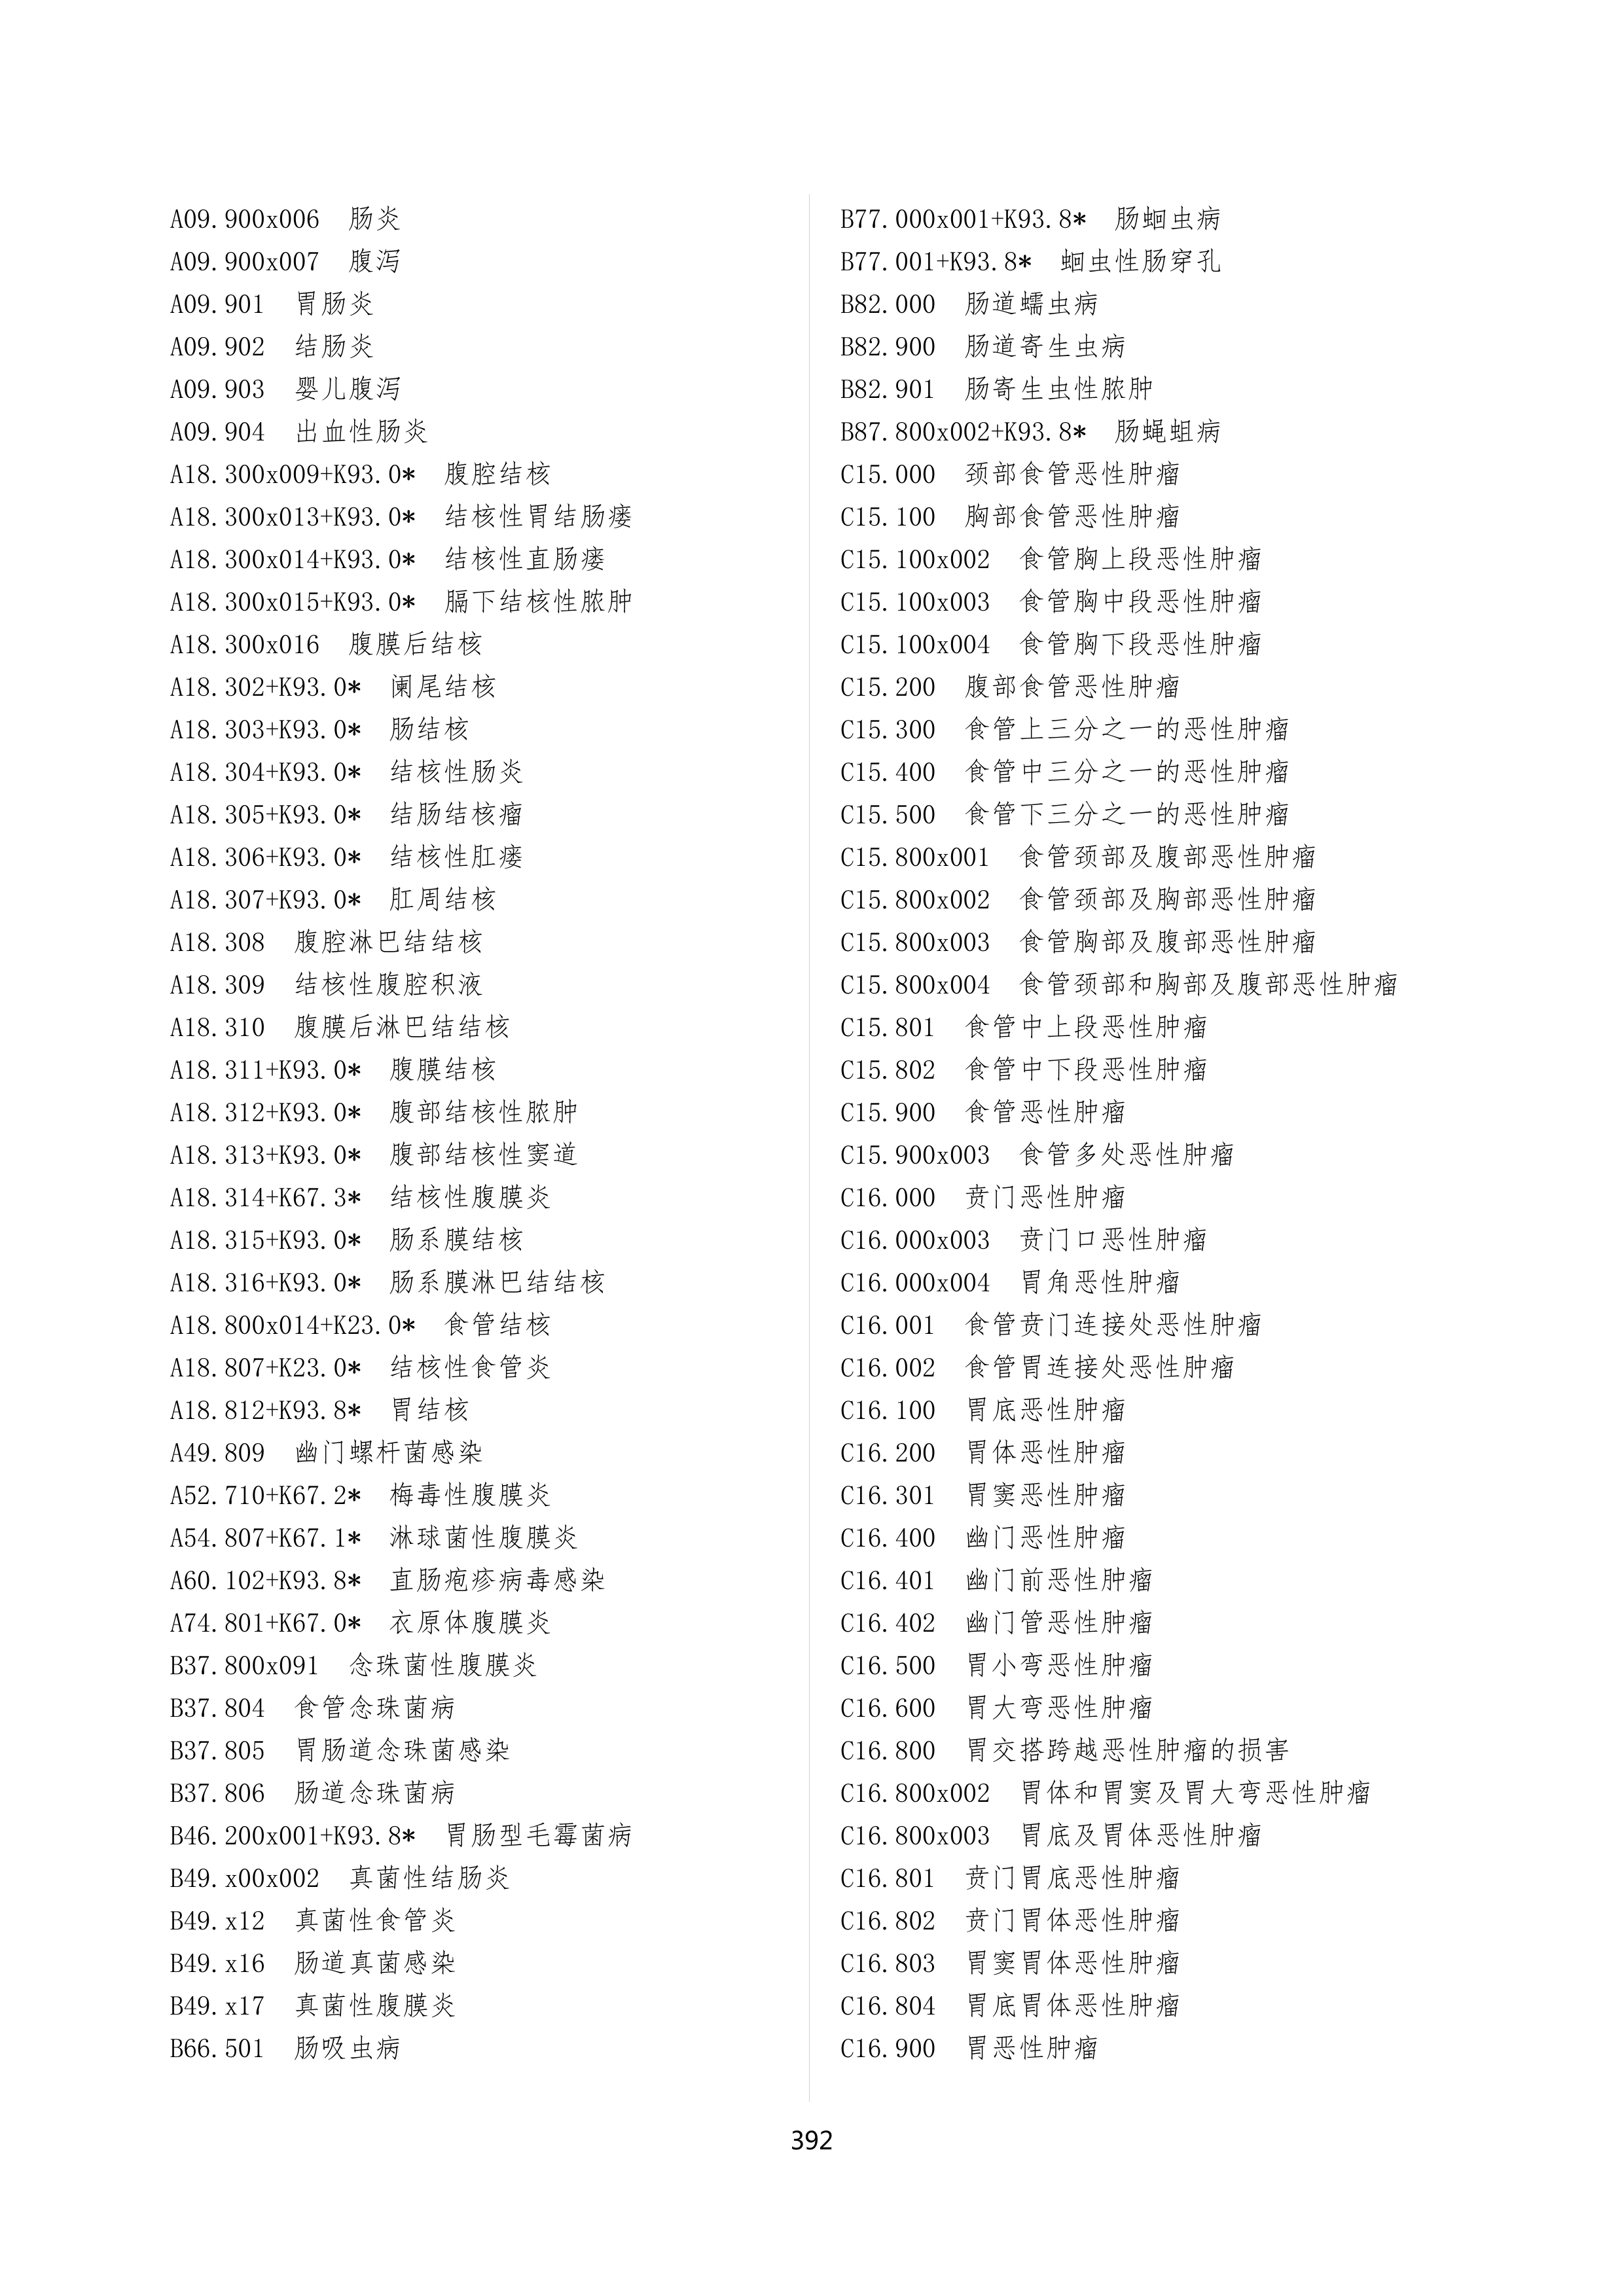 A09.900x006 肠炎
A09.900x007 腹泻
A09.901 胃肠炎
A09.902 结肠炎
A09.903 婴儿腹泻
A09.904 出血性肠炎
A18.300x009+K93.0* 腹腔结核
A18.300x013+K93.0* 结核性胃结肠瘘
A18.300x014+K93.0* 结核性直肠瘘
A18.300x015+K93.0* 膈下结核性脓肿
A18.300x016 腹膜后结核
A18.302+K93.0* 阑尾结核
A18.303+K93.0* 肠结核
A18.304+K93.0* 结核性肠炎
A18.305+K93.0* 结肠结核瘤
A18.306+K93.0* 结核性肛瘘
A18.307+K93.0* 肛周结核
A18.308 腹腔淋巴结结核
A18.309 结核性腹腔积液
A18.310 腹膜后淋巴结结核
A18.311+K93.0* 腹膜结核
A18.312+K93.0* 腹部结核性脓肿
A18.313+K93.0* 腹部结核性窦道
A18.314+K67.3* 结核性腹膜炎
A18.315+K93.0* 肠系膜结核
A18.316+K93.0* 肠系膜淋巴结结核
A18.800x014+K23.0* 食管结核
A18.807+K23.0* 结核性食管炎
A18.812+K93.8* 胃结核
A49.809 幽门螺杆菌感染
A52.710+K67.2* 梅毒性腹膜炎
A54.807+K67.1* 淋球菌性腹膜炎
A60.102+K93.8* 直肠疱疹病毒感染
A74.801+K67.0* 衣原体腹膜炎
B37.800x091 念珠菌性腹膜炎
B37.804 食管念珠菌病
B37.805 胃肠道念珠菌感染
B37.806 肠道念珠菌病
B46.200x001+K93.8* 胃肠型毛霉菌病
B49.x00x002 真菌性结肠炎
B49.x12 真菌性食管炎
B49.x16 肠道真菌感染
B49.x17 真菌性腹膜炎
B66.501 肠吸虫病
B77.000x001+K93.8* 肠蛔虫病
B77.001+K93.8* 蛔虫性肠穿孔
B82.000 肠道蠕虫病
B82.900 肠道寄生虫病
B82.901 肠寄生虫性脓肿
B87.800x002+K93.8* 肠蝇蛆病
C15.000 颈部食管恶性肿瘤
C15.100 胸部食管恶性肿瘤
C15.100x002 食管胸上段恶性肿瘤
C15.100x003 食管胸中段恶性肿瘤
C15.100x004 食管胸下段恶性肿瘤
C15.200 腹部食管恶性肿瘤
C15.300 食管上三分之一的恶性肿瘤
C15.400 食管中三分之一的恶性肿瘤
C15.500 食管下三分之一的恶性肿瘤
C15.800x001 食管颈部及腹部恶性肿瘤
C15.800x002 食管颈部及胸部恶性肿瘤
C15.800x003 食管胸部及腹部恶性肿瘤
C15.800x004 食管颈部和胸部及腹部恶性肿瘤
C15.801 食管中上段恶性肿瘤
C15.802 食管中下段恶性肿瘤
C15.900 食管恶性肿瘤
C15.900x003 食管多处恶性肿瘤
C16.000 贲门恶性肿瘤
C16.000x003 贲门口恶性肿瘤
C16.000x004 胃角恶性肿瘤
C16.001 食管贲门连接处恶性肿瘤
C16.002 食管胃连接处恶性肿瘤
C16.100 胃底恶性肿瘤
C16.200 胃体恶性肿瘤
C16.301 胃窦恶性肿瘤
C16.400 幽门恶性肿瘤
C16.401 幽门前恶性肿瘤
C16.402 幽门管恶性肿瘤
C16.500 胃小弯恶性肿瘤
C16.600 胃大弯恶性肿瘤
C16.800 胃交搭跨越恶性肿瘤的损害
C16.800x002 胃体和胃窦及胃大弯恶性肿瘤
C16.800x003 胃底及胃体恶性肿瘤
C16.801 贲门胃底恶性肿瘤
C16.802 贲门胃体恶性肿瘤
C16.803 胃窦胃体恶性肿瘤
C16.804 胃底胃体恶性肿瘤
C16.900 胃恶性肿瘤
392